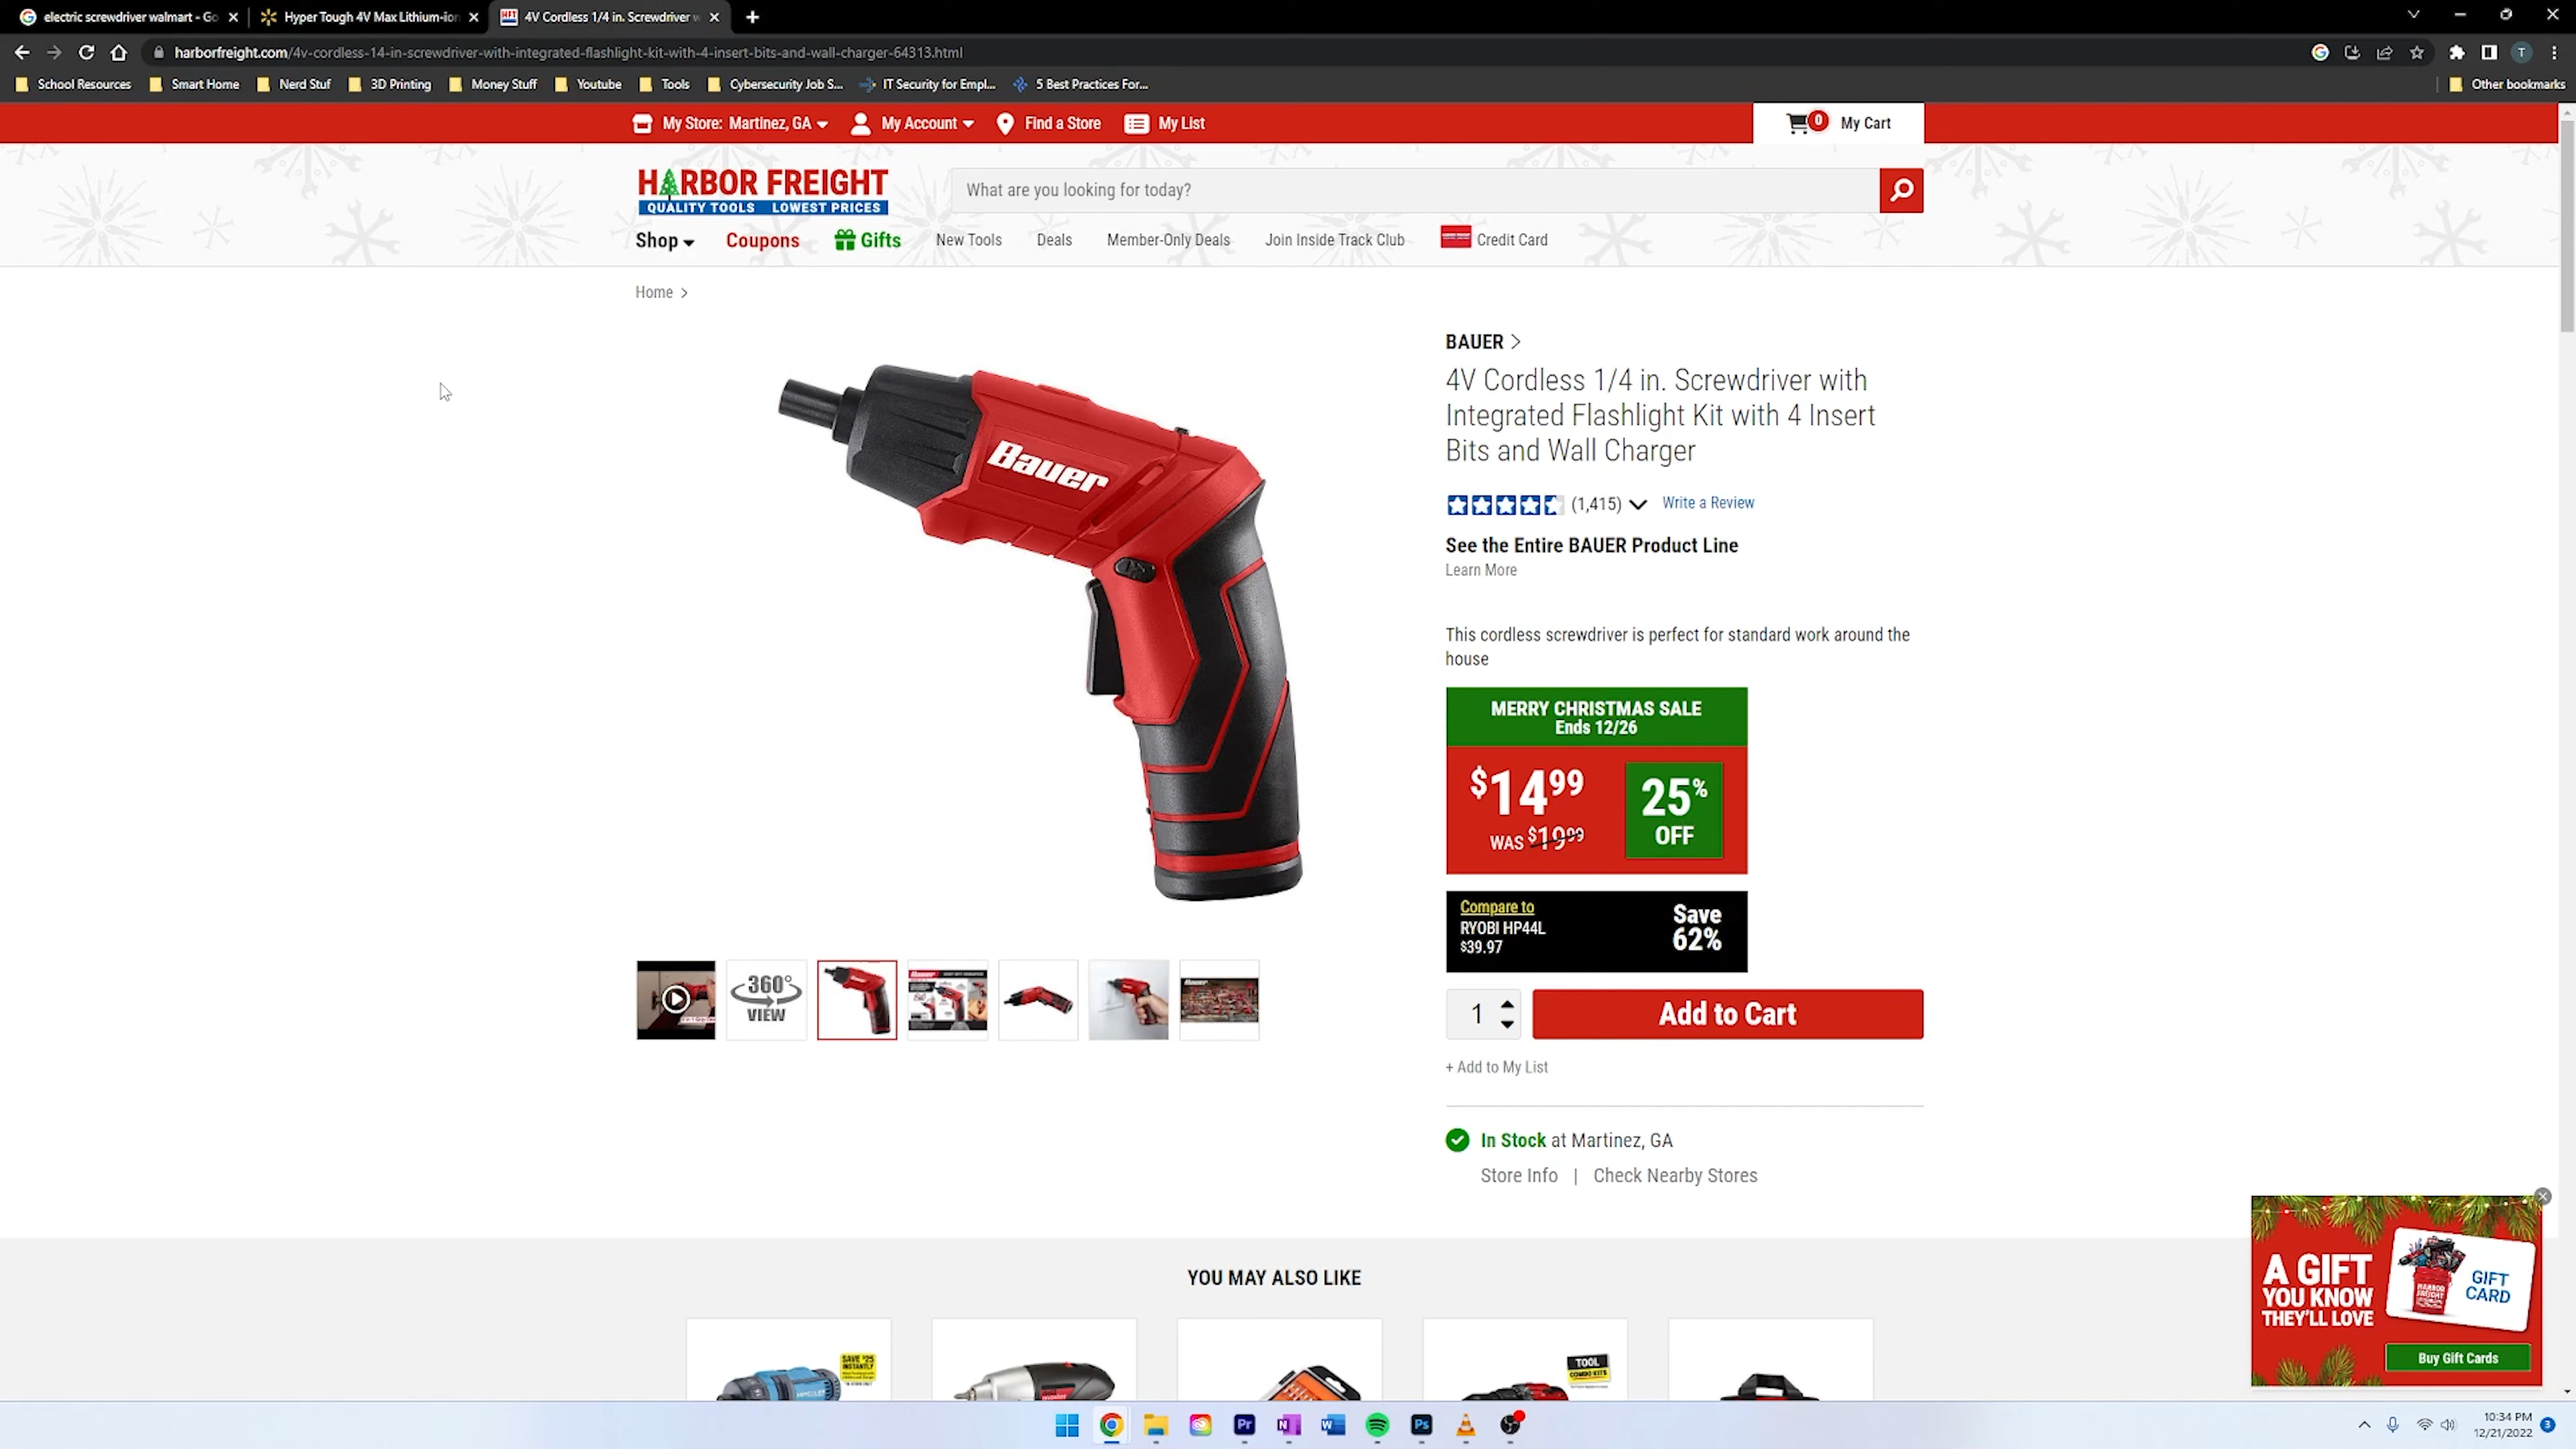 electric screwdriver walmart - Go
Hyper Tough 4V Max Lithium-ion
4V Cordless 1/4 in. Screwdriver w
harborfreight.com/4v-cordless-14-in-screwdriver-with-integrated-flashlight-kit-with-4-insert-bits-and-wall-charger-64313.html
T
School Resources
Smart Home
Nerd Stuf
3D Printing
Money Stuff
Youtube
Tools
Cybersecurity Job S...
IT Security for Empl...
5 Best Practices For...
Other bookmarks
My Store: Martinez, GA
My Account
Find a Store
My List
0
My Cart
HARBOR FREIGHT
QUALITY TOOLS LOWEST PRICES
What are you looking for today?
Shop
Coupons
Gifts
New Tools
Deals
Member-Only Deals
Join Inside Track Club
Credit Card
Home >
Bauer
BAUER >
4V Cordless 1/4 in. Screwdriver with
Integrated Flashlight Kit with 4 Insert
Bits and Wall Charger
(1,415)
Write a Review
See the Entire BAUER Product Line
Learn More
This cordless screwdriver is perfect for standard work around the
house
MERRY CHRISTMAS SALE
Ends 12/26
$14.99
WAS $19.99
25%
OFF
Compare to
RYOBI HP44L
$39.97
Save
62%
360°
VIEW
1
Add to Cart
+ Add to My List
In Stock at Martinez, GA
Store Info | Check Nearby Stores
YOU MAY ALSO LIKE
SAVE $25
INSTANTLY
TOOL
COMBO KITS
A GIFT
YOU KNOW
THEY'LL LOVE
GIFT
CARD
Buy Gift Cards
Pr
N
W
Ps
10:34 PM
12/21/2022
3